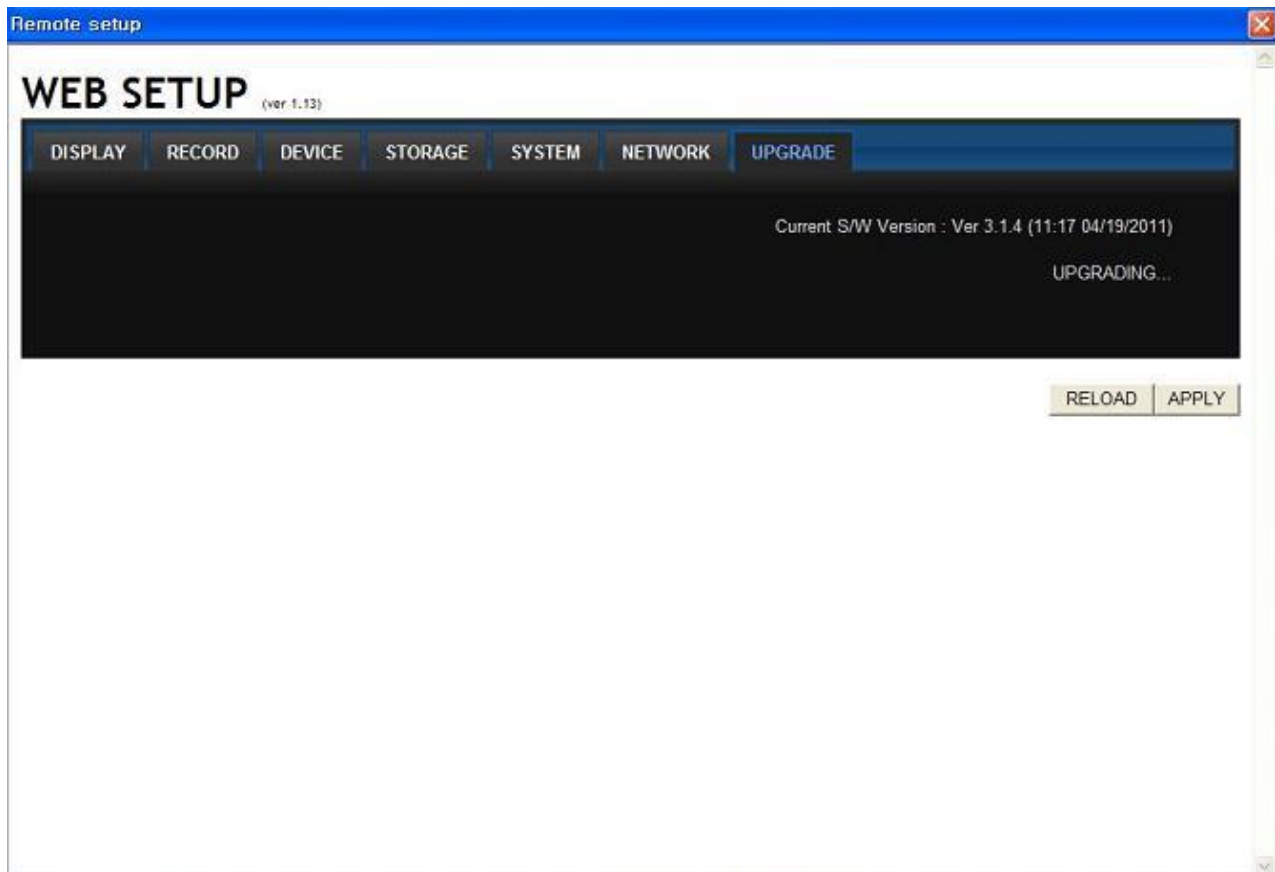 Remote setup
WEB SETUP (ver 1.13)
DISPLAY RECORD DEVICE STORAGE SYSTEM NETWORK UPGRADE
Current S/W Version : Ver 3.1.4 (11:17 04/19/2011)
UPGRADING...
RELOAD APPLY